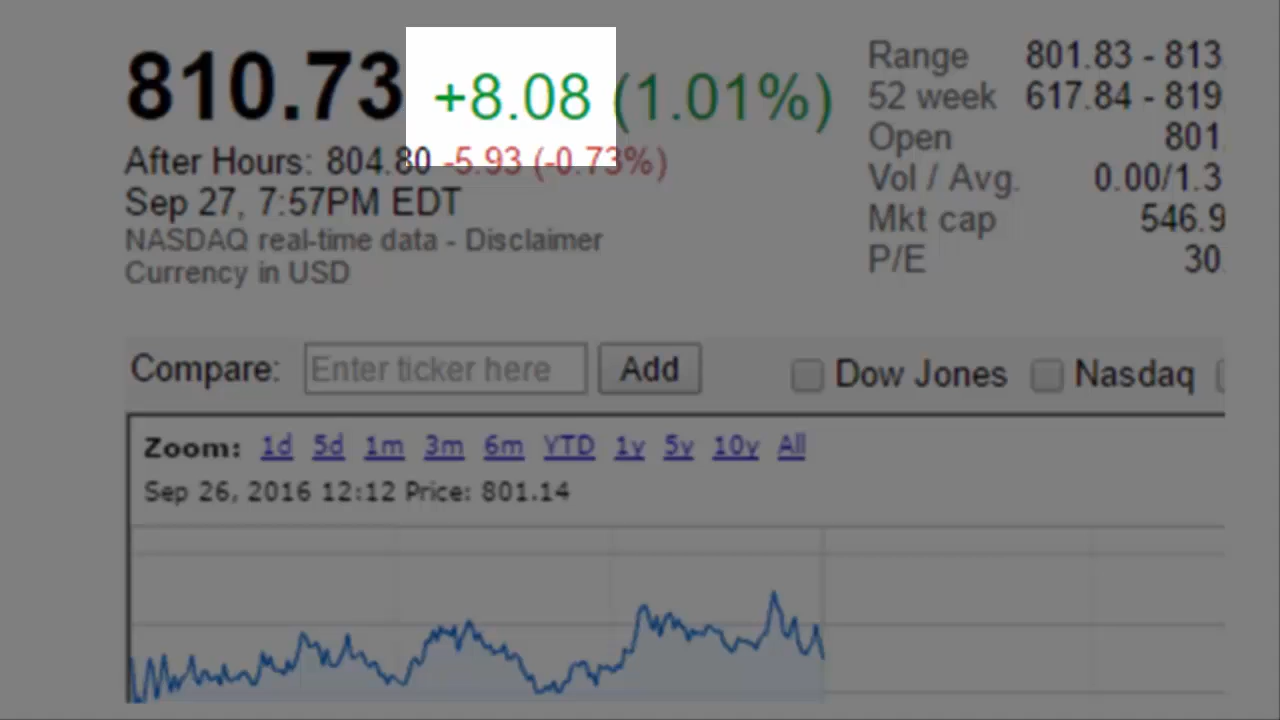 810.73 +8.08 (1.01%)
After Hours: 804.80 -5.93 (-0.73%)
Sep 27, 7:57PM EDT
NASDAQ real-time data - Disclaimer
Currency in USD
Range 801.83 - 813
52 week 617.84 - 819
Open 801
Vol / Avg. 0.00/1.3
Mkt cap 546.9
P/E 30
Compare: Enter ticker here Add Dow Jones Nasdaq
Zoom: 1d 5d 1m 3m 6m YTD 1y 5y 10y All
Sep 26, 2016 12:12 Price: 801.14